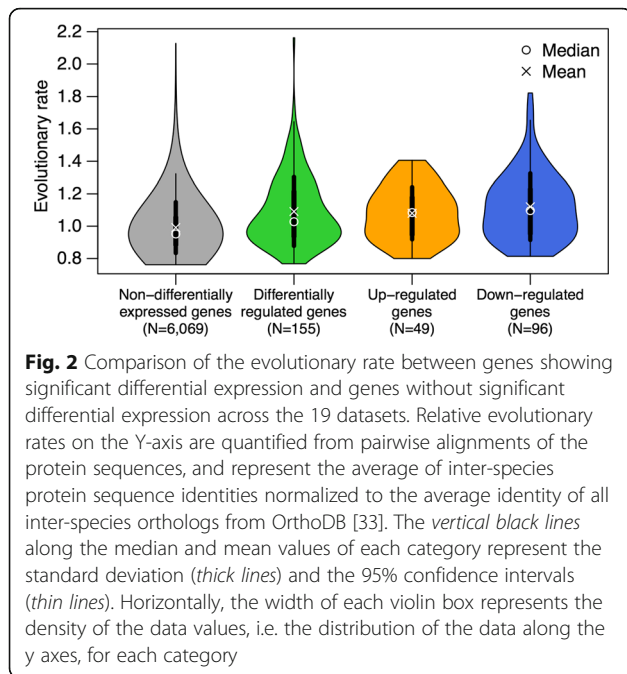 2.2
2.0
1.8
1.6
1.4
1.2
1.0
0.8
Evolutionary rate
Median
Mean
Non−differentially
expressed genes
(N=6,069)
Differentially
regulated genes
(N=155)
Up−regulated
genes
(N=49)
Down−regulated
genes
(N=96)
Fig. 2 Comparison of the evolutionary rate between genes showing
significant differential expression and genes without significant
differential expression across the 19 datasets. Relative evolutionary
rates on the Y-axis are quantified from pairwise alignments of the
protein sequences, and represent the average of inter-species
protein sequence identities normalized to the average identity of all
inter-species orthologs from OrthoDB [33]. The vertical black lines
along the median and mean values of each category represent the
standard deviation (thick lines) and the 95% confidence intervals
(thin lines). Horizontally, the width of each violin box represents the
density of the data values, i.e. the distribution of the data along the
y axes, for each category